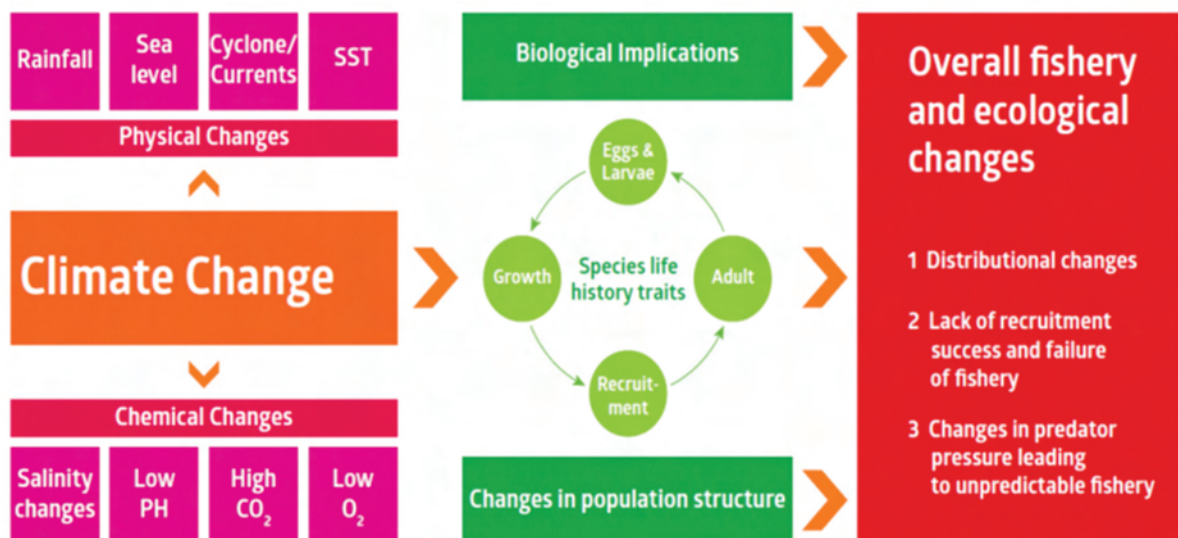 Rainfall
Sea
level
Cyclone/
Currents
SST
Physical Changes
Climate Change
Chemical Changes
Salinity
changes
Low
PH
High
CO₂
Low
O₂
Biological Implications
Eggs &
Larvae
Growth
Species life
history traits
Adult
Recruit-
ment
Changes in population structure
Overall fishery
and ecological
changes
1 Distributional changes
2 Lack of recruitment
success and failure
of fishery
3 Changes in predator
pressure leading
to unpredictable fishery